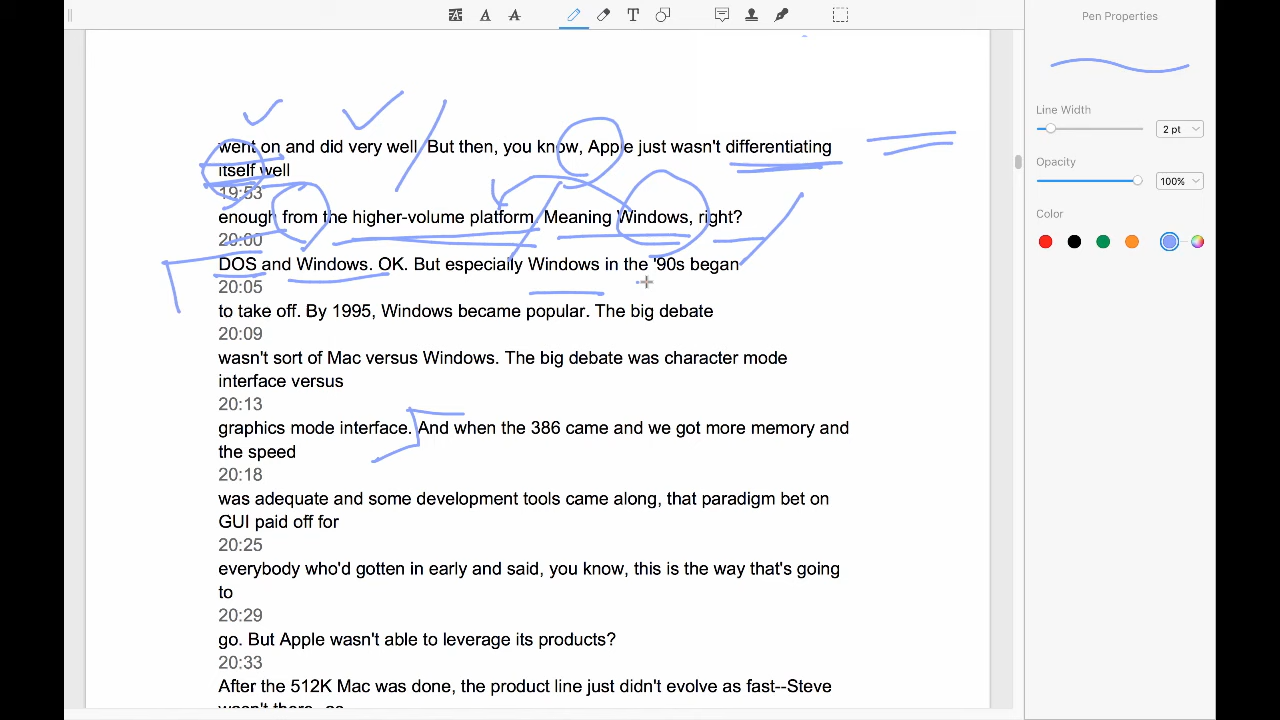 Pen Properties
Line Width
2 pt
Opacity
100%
Color
went on and did very well. But then, you know, Apple just wasn't differentiating
itself well
19:53
enough from the higher-volume platform. Meaning Windows, right?
20:00
DOS and Windows. OK. But especially Windows in the '90s began
20:05
to take off. By 1995, Windows became popular. The big debate
20:09
wasn't sort of Mac versus Windows. The big debate was character mode
interface versus
20:13
graphics mode interface. And when the 386 came and we got more memory and
the speed
20:18
was adequate and some development tools came along, that paradigm bet on
GUI paid off for
20:25
everybody who'd gotten in early and said, you know, this is the way that's going
to
20:29
go. But Apple wasn't able to leverage its products?
20:33
After the 512K Mac was done, the product line just didn't evolve as fast--Steve
wasn't there--as